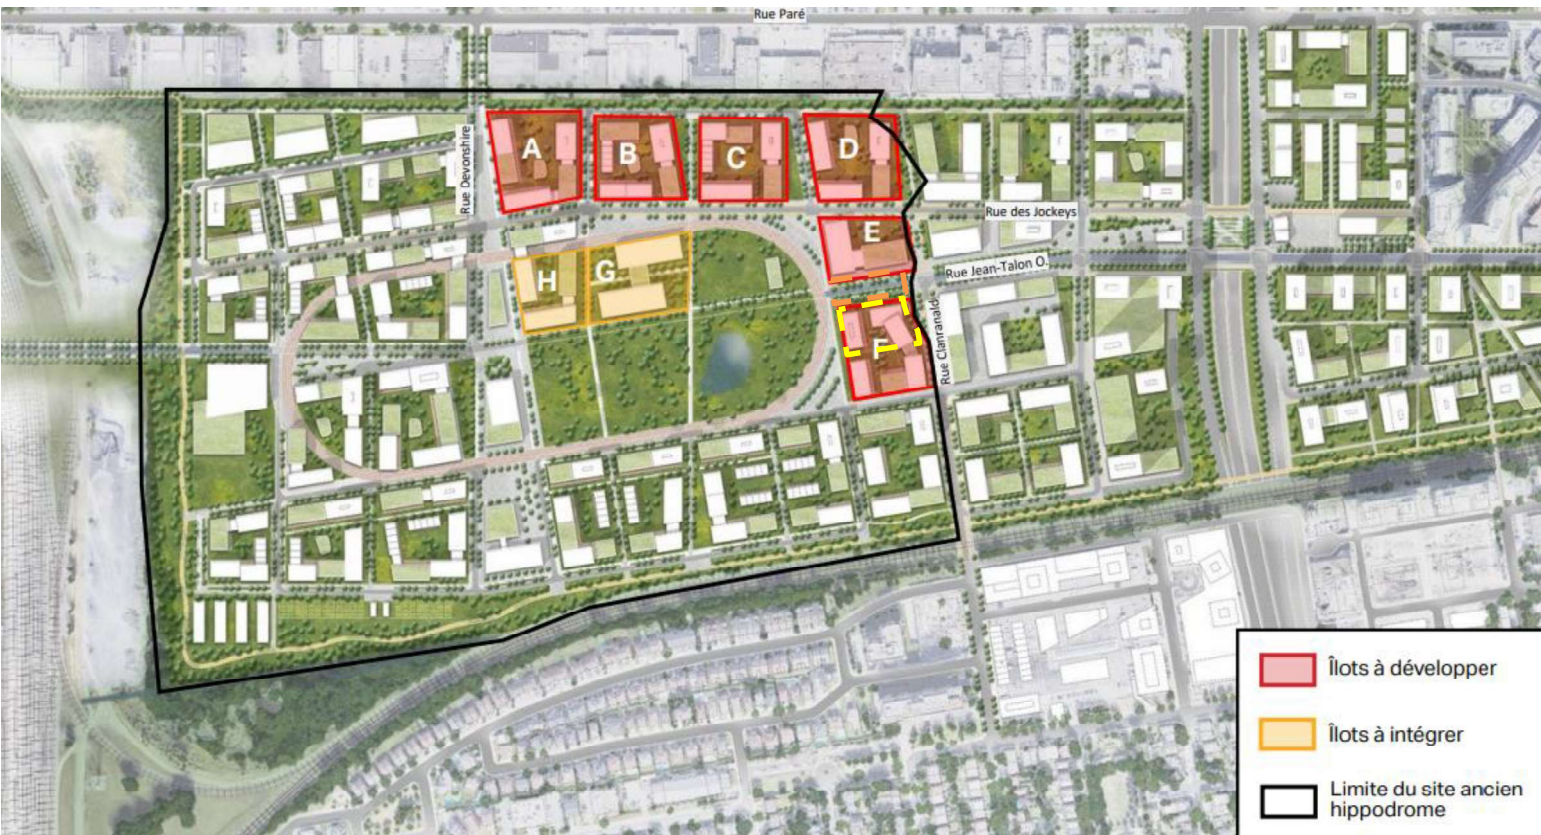 Rue Paré
Rue Devonshire
A
B
C
D
E
Rue des Jockeys
Rue Jean-Talon O.
H
G
F
Rue Clanranald
Îlots à développer
Îlots à intégrer
Limite du site ancien
hippodrome